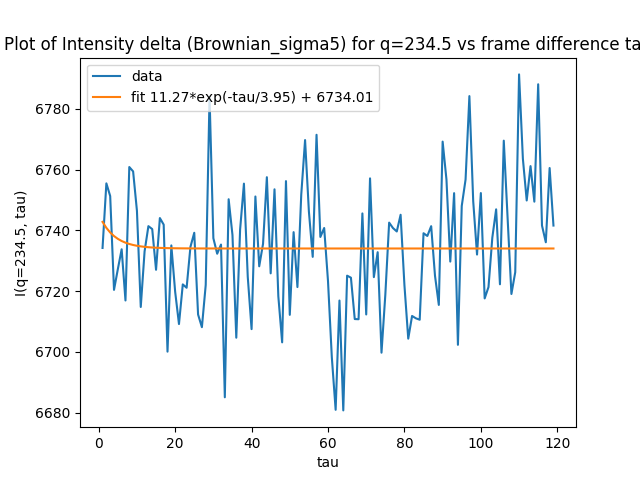 Plot of Intensity delta (Brownian_sigma5) for q=234.5 vs frame difference ta
data
fit 11.27*exp(-tau/3.95) + 6734.01
I(q=234.5, tau)
6780
6760
6740
6720
6700
6680
0 20 40 60 80 100 120
tau